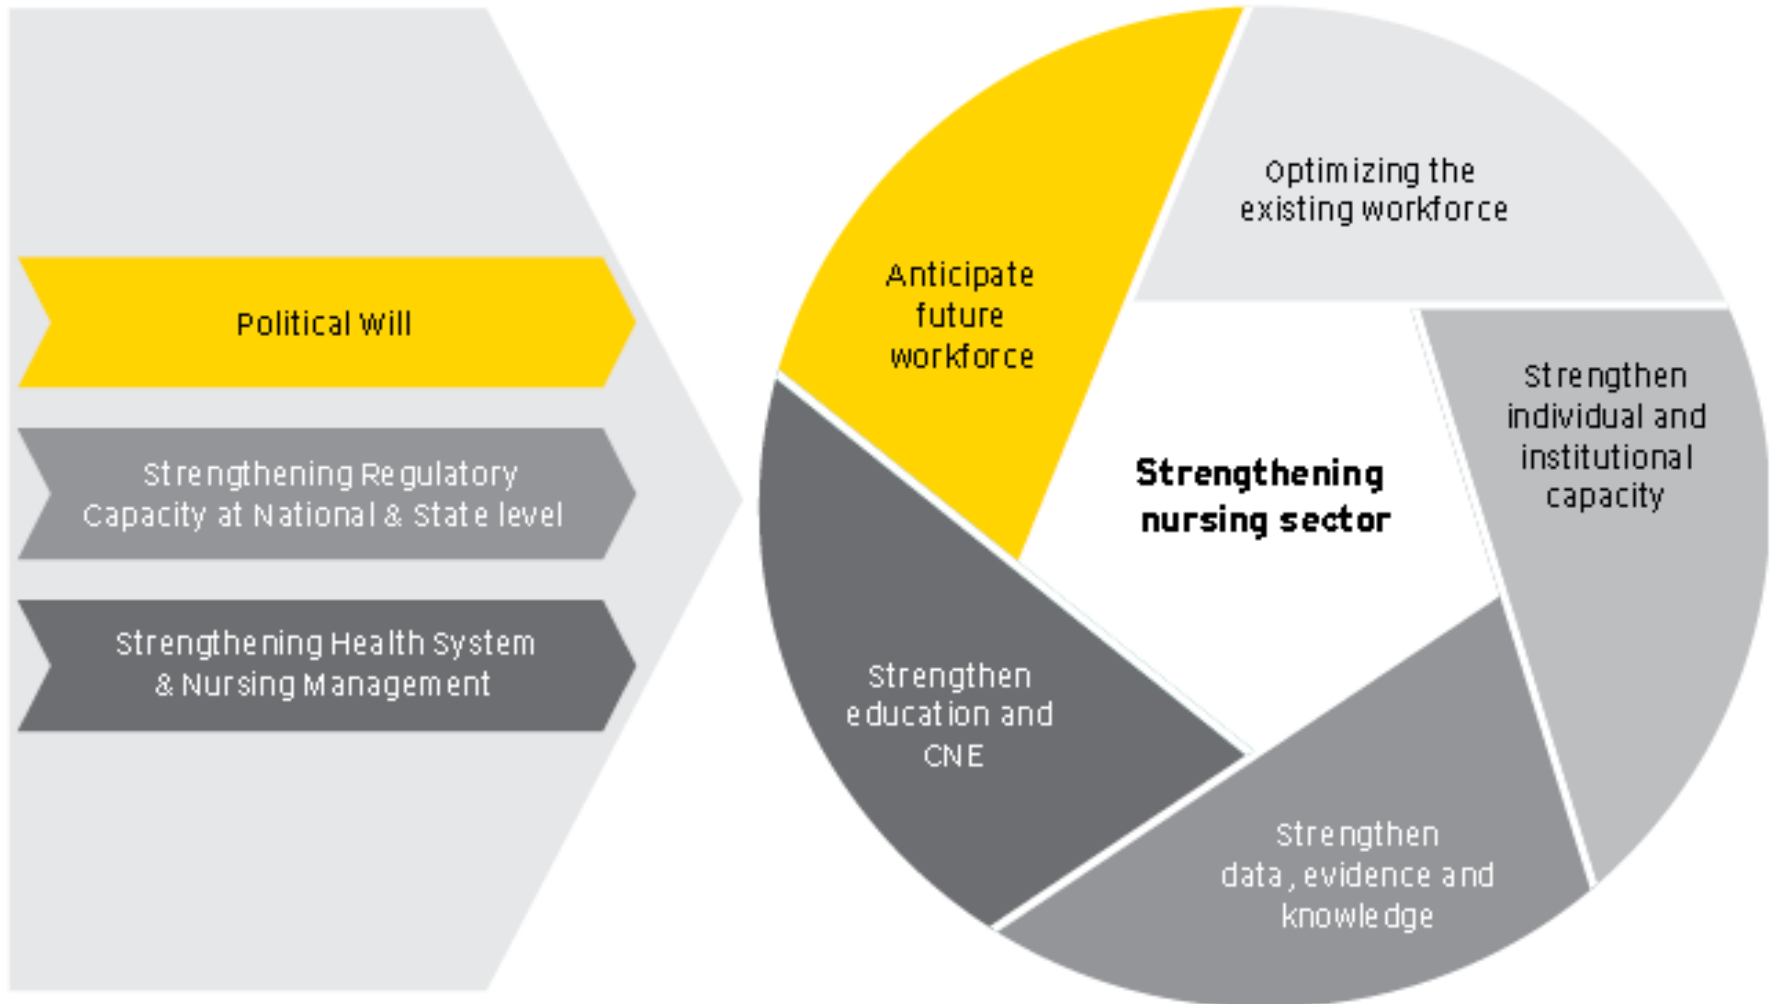 Political Will
Strengthening Regulatory
Capacity at National & State level
Strengthening Health System
& Nursing Management
Optimizing the
existing workforce
Anticipate
future
workforce
Strengthen
individual and
institutional
capacity
Strengthening
nursing sector
Strengthen
education and
CNE
Strengthen
data, evidence and
knowledge